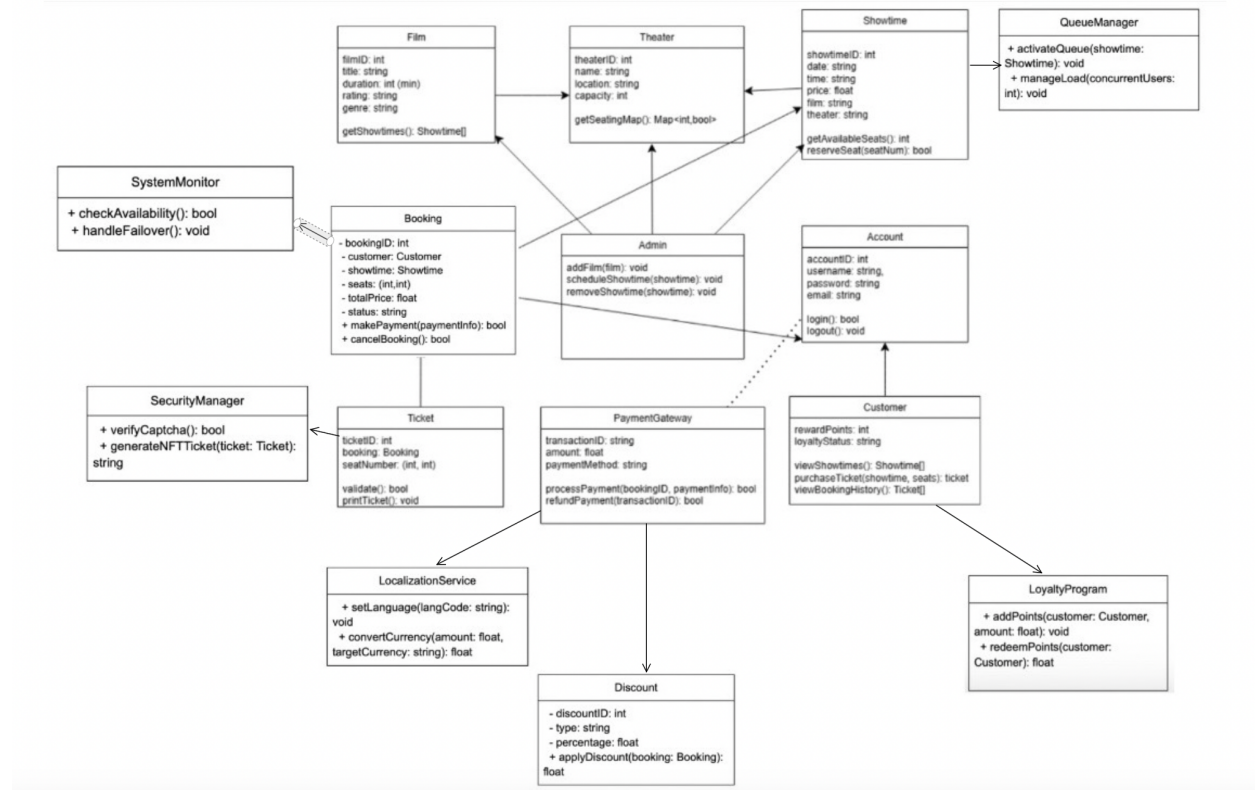 Film
filmID: int
title: string
duration: int (min)
rating: string
genre: string
getShowtimes(): Showtime[]
Theater
theaterID: int
name: string
location: string
capacity: int
getSeatingMap(): Map<int,bool>
Showtime
showtimeID: int
date: string
time: string
price: float
film: string
theater: string
getAvailableSeats(): int
reserveSeat(seatNum): bool
QueueManager
+ activateQueue(showtime:
Showtime): void
+ manageLoad(concurrentUsers:
int): void
SystemMonitor
+ checkAvailability(): bool
+ handleFailover(): void
Booking
- bookingID: int
- customer: Customer
- showtime: Showtime
- seats: (int,int)
- totalPrice: float
- status: string
+ makePayment(paymentInfo): bool
+ cancelBooking(): bool
Admin
addFilm(film): void
scheduleShowtime(showtime): void
removeShowtime(showtime): void
Account
accountID: int
username: string,
password: string
email: string
login(): bool
logout(): void
SecurityManager
+ verifyCaptcha(): bool
+ generateNFTTicket(ticket: Ticket):
string
Ticket
ticketID: int
booking: Booking
seatNumber: (int, int)
validate(): bool
printTicket(): void
PaymentGateway
transactionID: string
amount: float
paymentMethod: string
processPayment(bookingID, paymentInfo): bool
refundPayment(transactionID): bool
Customer
rewardPoints: int
loyaltyStatus: string
viewShowtimes(): Showtime[]
purchaseTicket(showtime, seats): ticket
viewBookingHistory(): Ticket[]
LocalizationService
+ setLanguage(langCode: string):
void
+ convertCurrency(amount: float,
targetCurrency: string): float
LoyaltyProgram
+ addPoints(customer: Customer,
amount: float): void
+ redeemPoints(customer:
Customer): float
Discount
- discountID: int
- type: string
- percentage: float
+ applyDiscount(booking: Booking):
float